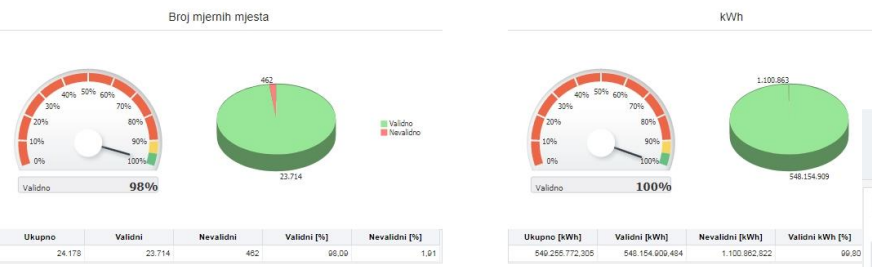 Broj mjernih mjesta
0%
10%
20%
30%
40%
50%
60%
70%
80%
90%
100%
Validno 98%
462
23.714
Validno
Nevalidno
Ukupno Validni Nevalidni Validni [%] Nevalidni [%]
24.178 23.714 462 98,09 1,91
kWh
0%
10%
20%
30%
40%
50%
60%
70%
80%
90%
100%
Validno 100%
1.100.863
548.154.909
Ukupno [kWh] Validni [kWh] Nevalidni [kWh] Validni kWh [%]
549.255.772,305 548.154.909,484 1.100.862,822 99,80